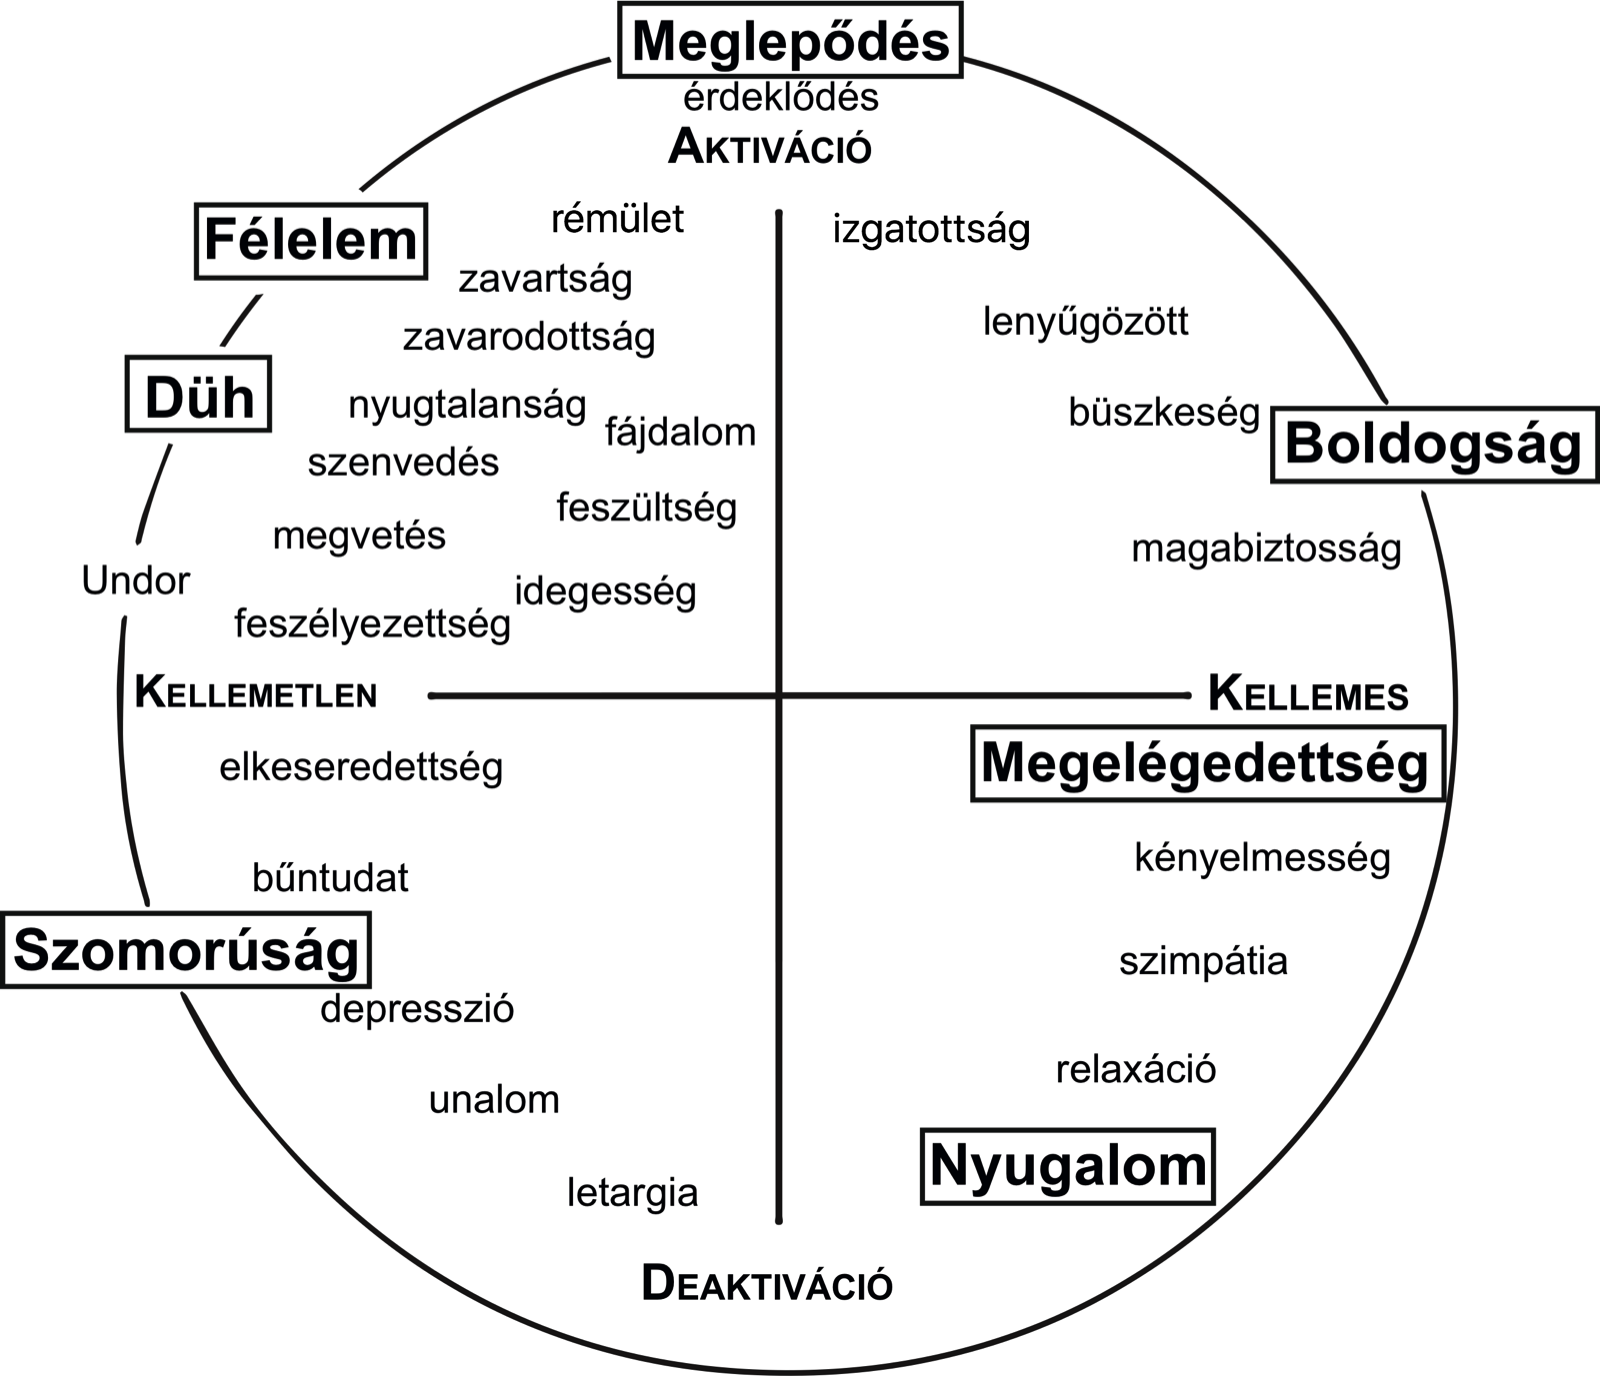 Meglepődés
érdeklődés
AKTIVÁCIÓ
rémület
izgatottság
Félelem
zavartság
lenyűgözött
zavarodottság
Düh
nyugtalanság
büszkeség
fájdalom
Boldogság
szenvedés
feszültség
megvetés
magabiztosság
Undor
idegesség
feszélyezettség
KELLEMETLEN
KELLEMES
elkeseredettség
Megelégedettség
kényelmesség
bűntudat
Szomorúság
szimpátia
depresszió
relaxáció
unalom
Nyugalom
letargia
DEAKTIVÁCIÓ